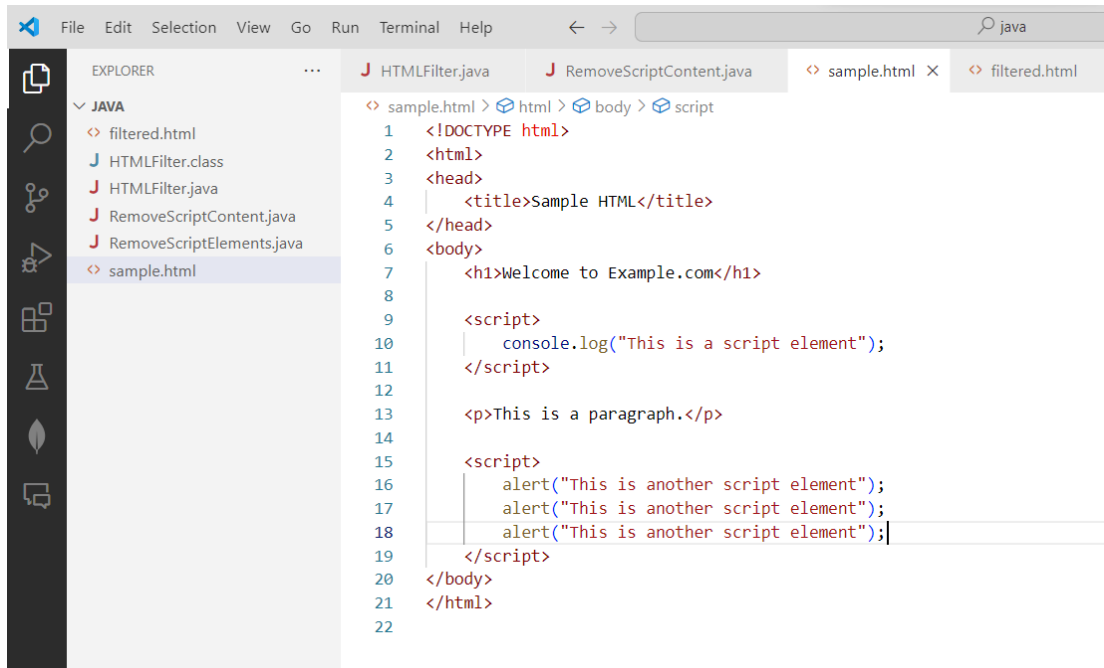 File Edit Selection View Go Run Terminal Help ← → java
EXPLORER ...
JAVA
filtered.html
HTMLFilter.class
HTMLFilter.java
RemoveScriptContent.java
RemoveScriptElements.java
sample.html
J HTMLFilter.java J RemoveScriptContent.java <> sample.html × <> filtered.html
<> sample.html > html > body > script
1 <!DOCTYPE html>
2 <html>
3 <head>
4 <title>Sample HTML</title>
5 </head>
6 <body>
7 <h1>Welcome to Example.com</h1>
8
9 <script>
10 console.log("This is a script element");
11 </script>
12
13 <p>This is a paragraph.</p>
14
15 <script>
16 alert("This is another script element");
17 alert("This is another script element");
18 alert("This is another script element");
19 </script>
20 </body>
21 </html>
22